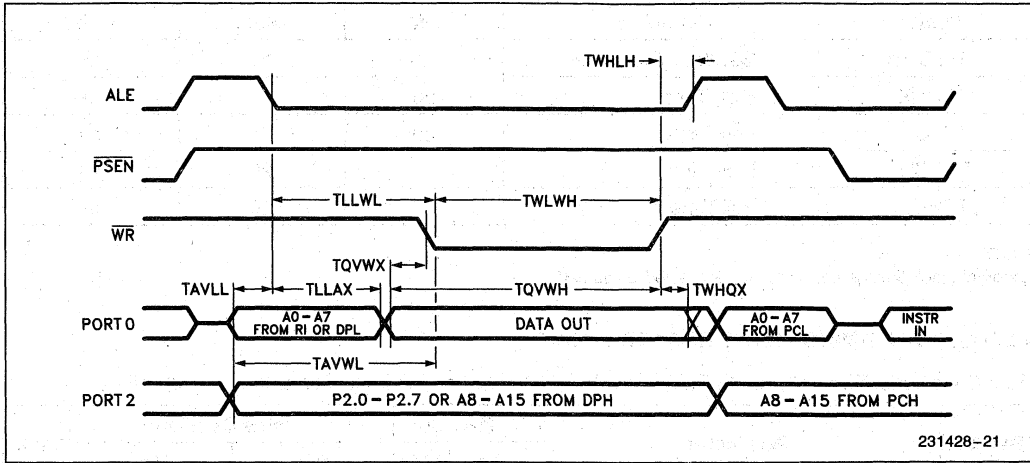 TWHLH
ALE
PSEN
TLLWL
TWLWH
WR
TQVWX
TAVLL
TLLAX
TQVWH
TWHQX
PORT 0
A0-A7
FROM RI OR DPL
DATA OUT
A0-A7
FROM PCL
INSTR
IN
TAVWL
PORT 2
P2.0-P2.7 OR A8-A15 FROM DPH
A8-A15 FROM PCH
231428-21